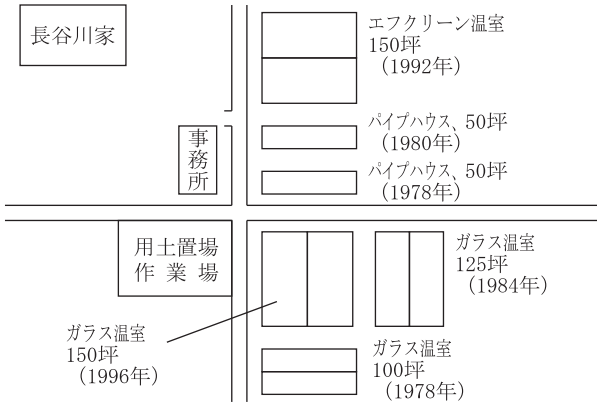 長谷川家
エフクリーン温室
150坪
（1992年）
パイプハウス、50坪
（1980年）
事務所
パイプハウス、50坪
（1978年）
用土置場
作業場
ガラス温室
125坪
（1984年）
ガラス温室
150坪
（1996年）
ガラス温室
100坪
（1978年）